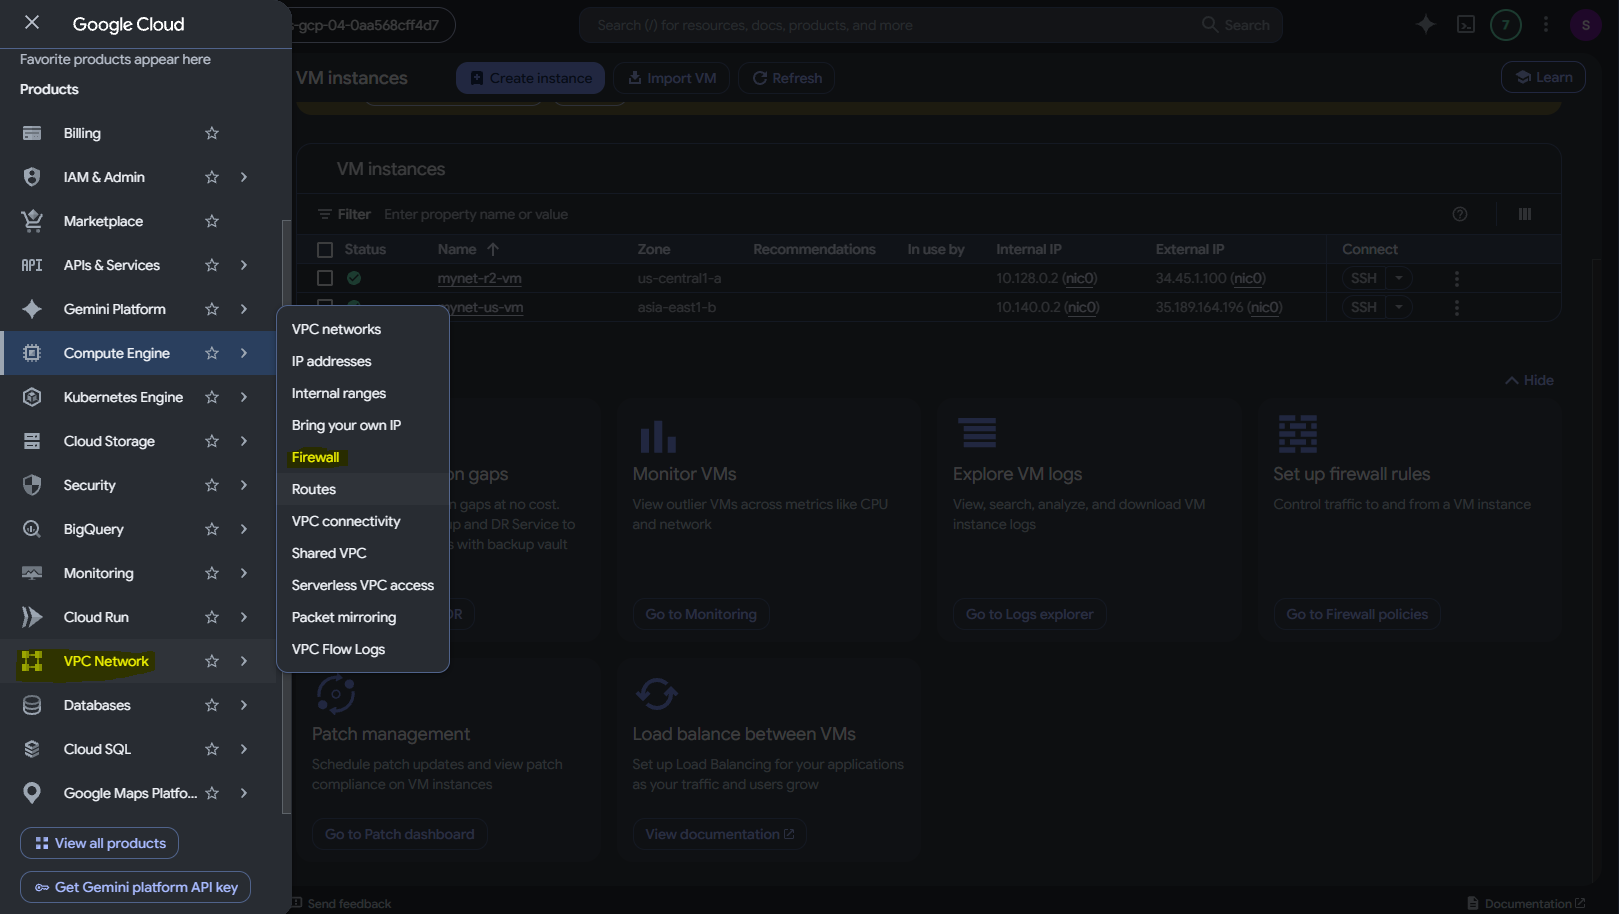 Google Cloud
s-gcp-04-0aa568cff4d7
Search (/) for resources, docs, products, and more
Search
7
S
Favorite products appear here
Products
Billing
IAM & Admin
Marketplace
API APIs & Services
Gemini Platform
Compute Engine
Kubernetes Engine
Cloud Storage
Security
BigQuery
Monitoring
Cloud Run
VPC Network
Databases
Cloud SQL
Google Maps Platfo...
View all products
Get Gemini platform API key
VPC networks
IP addresses
Internal ranges
Bring your own IP
Firewall
Routes
VPC connectivity
Shared VPC
Serverless VPC access
Packet mirroring
VPC Flow Logs
VM instances
Create instance
Import VM
Refresh
Learn
VM instances
Filter Enter property name or value
Status Name Zone Recommendations In use by Internal IP External IP Connect
mynet-r2-vm us-central1-a 10.128.0.2 (nic0) 34.45.1.100 (nic0) SSH
mynet-us-vm asia-east1-b 10.140.0.2 (nic0) 35.189.164.196 (nic0) SSH
Hide
on gaps
n gaps at no cost.
up and DR Service to
s with backup vault
DR
Monitor VMs
View outlier VMs across metrics like CPU
and network
Go to Monitoring
Explore VM logs
View, search, analyze, and download VM
instance logs
Go to Logs explorer
Set up firewall rules
Control traffic to and from a VM instance
Go to Firewall policies
Patch management
Schedule patch updates and view patch
compliance on VM instances
Go to Patch dashboard
Load balance between VMs
Set up Load Balancing for your applications
as your traffic and users grow
View documentation
Send feedback
Documentation